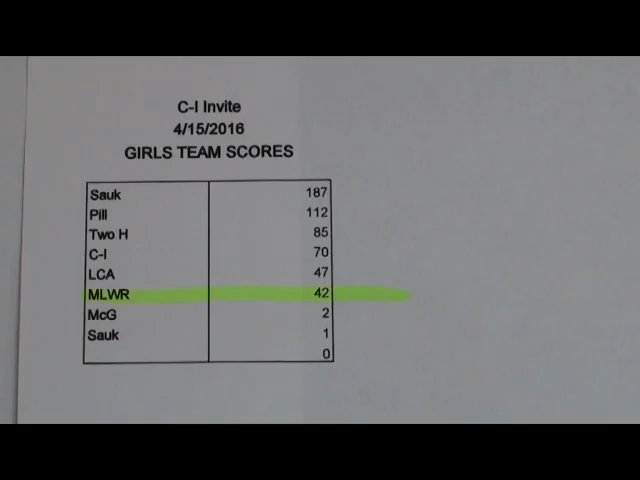 C-I Invite
4/15/2016
GIRLS TEAM SCORES
Sauk 187
Pill 112
Two H 85
C-I 70
LCA 47
MLWR 42
McG 2
Sauk 1
0